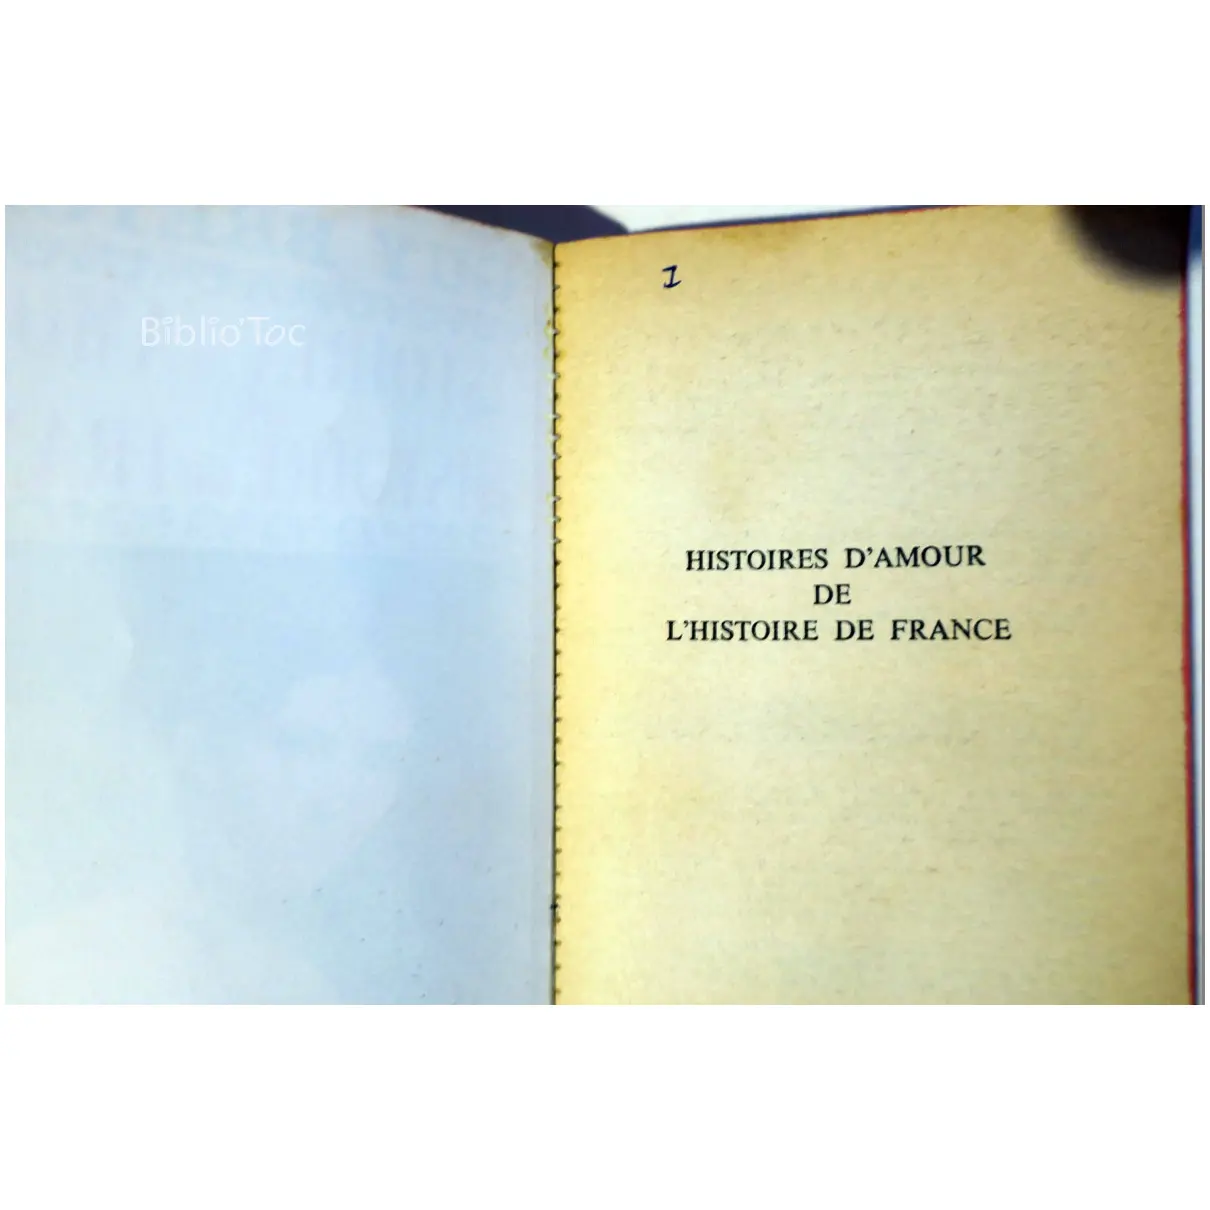 Biblio'Toc
1
HISTOIRES D'AMOUR
DE
L'HISTOIRE DE FRANCE